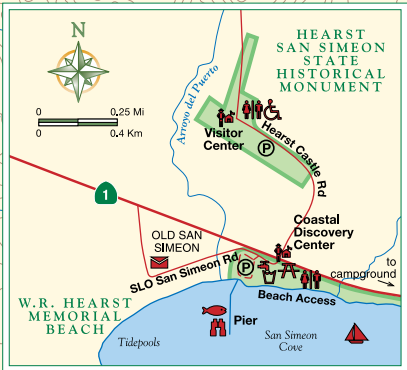 N
HEARST
SAN SIMEON
STATE
HISTORICAL
MONUMENT
0 0.25 Mi
0 0.4 Km
Arroyo del Puerto
Visitor
Center
P
Hearst Castle Rd
1
Coastal
Discovery
Center
OLD SAN
SIMEON
SLO San Simeon Rd
P
to
campground
Beach Access
W.R. HEARST
MEMORIAL
BEACH
Pier
Tidepools
San Simeon
Cove